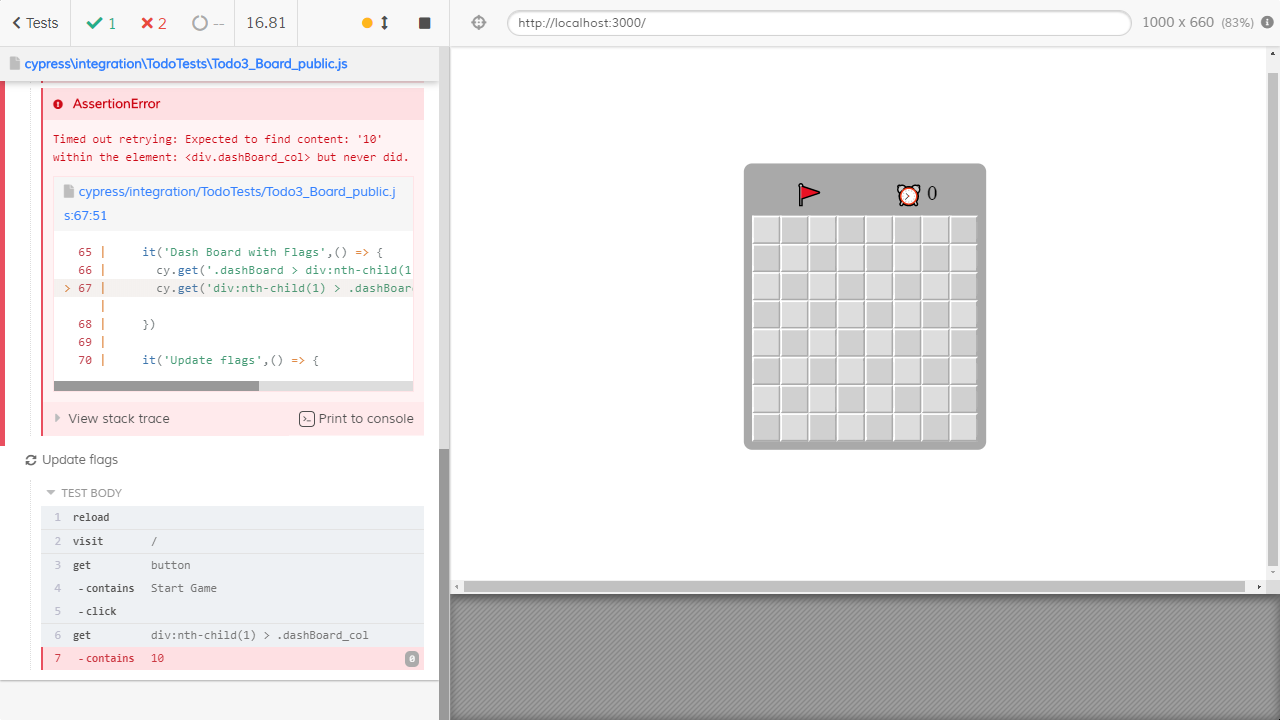 Tests 1 2 -- 16.81
http://localhost:3000/ 1000 x 660 (83%)
cypress\integration\TodoTests\Todo3_Board_public.js
AssertionError
Timed out retrying: Expected to find content: '10'
within the element: <div.dashBoard_col> but never did.
cypress/integration/TodoTests/Todo3_Board_public.j
s:67:51
65 | it('Dash Board with Flags',() => {
66 | cy.get('.dashBoard > div:nth-child(1
> 67 | cy.get('div:nth-child(1) > .dashBoar
|
68 | })
69 |
70 | it('Update flags',() => {
View stack trace
Print to console
Update flags
TEST BODY
1 reload
2 visit /
3 get button
4 -contains Start Game
5 -click
6 get div:nth-child(1) > .dashBoard_col
7 -contains 10 0
0